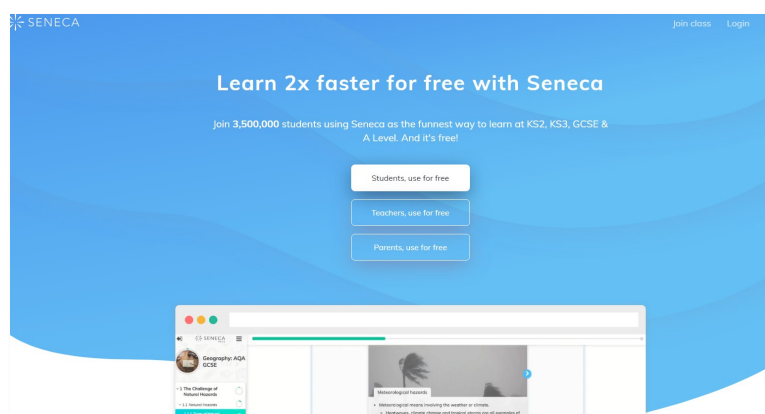 SENECA
Join class Login
Learn 2x faster for free with Seneca
Join 3,500,000 students using Seneca as the funnest way to learn at KS2, KS3, GCSE &
A Level. And it's free!
Students, use for free
Teachers, use for free
Parents, use for free
SENECA
Geography: AQA
GCSE
1 The Challenge of
Natural Hazards
1.1 Natural Hazards
Meteorological hazards
Meteorological means involving the weather or climate.